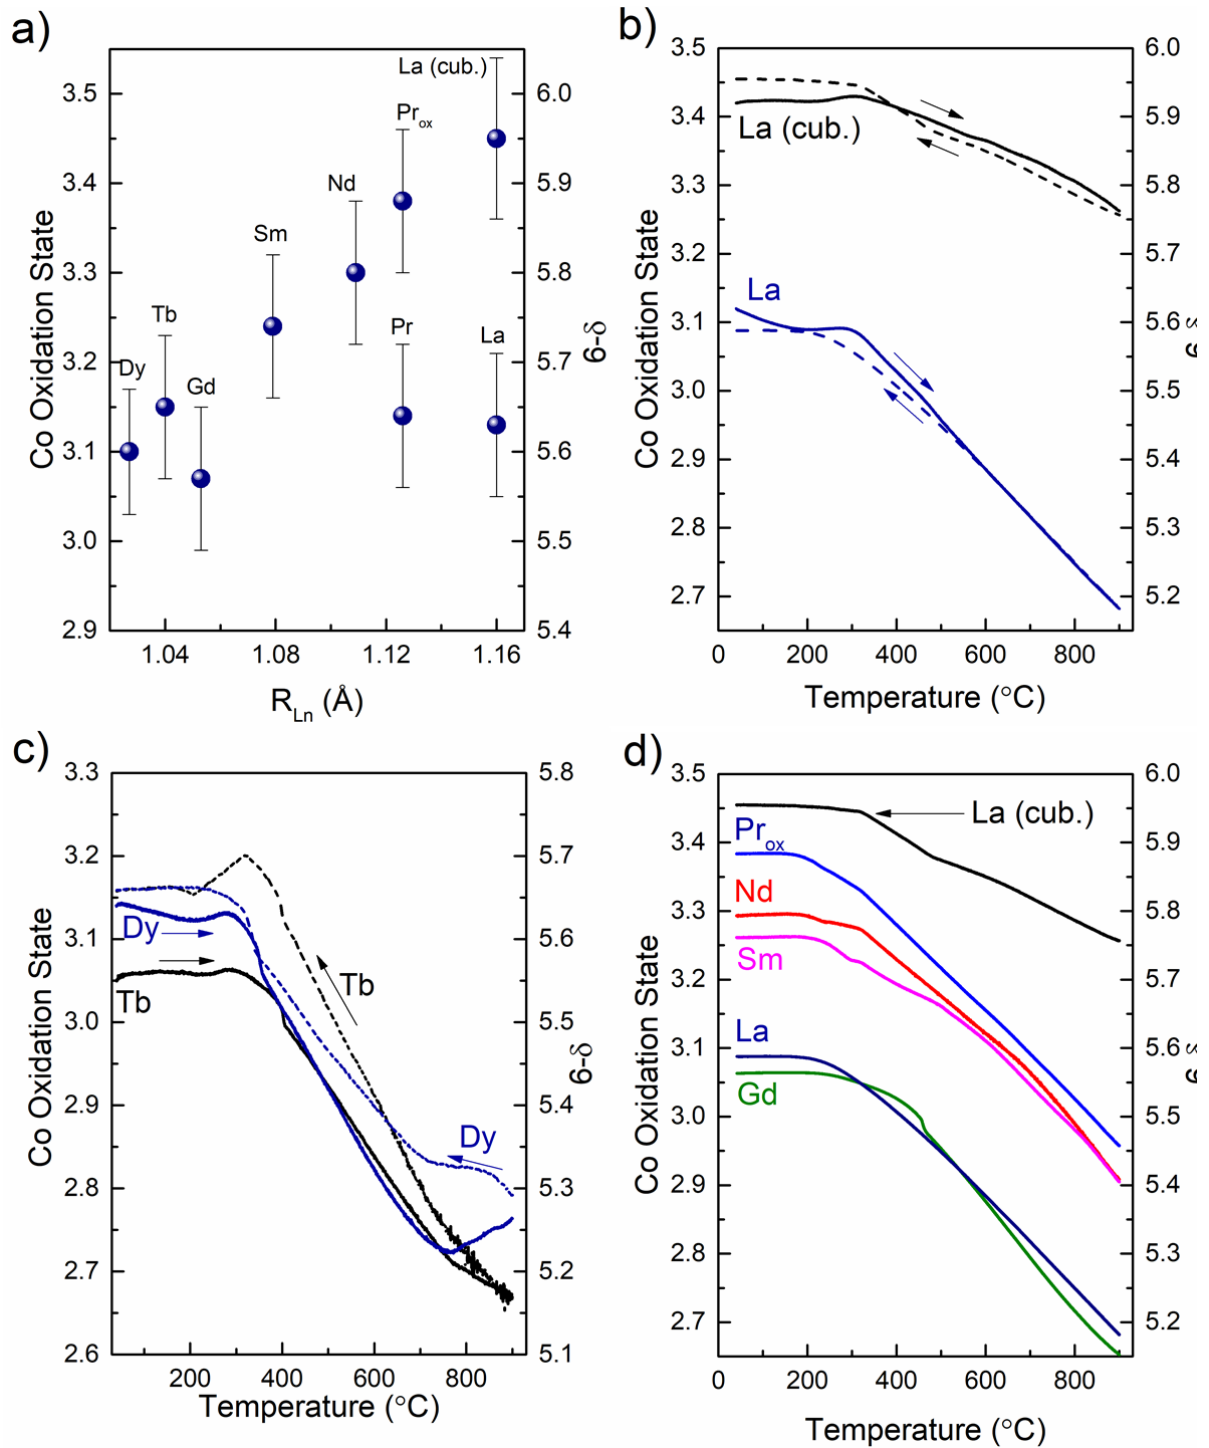 a)
Co Oxidation State
3.5
3.4
3.3
3.2
3.1
3.0
2.9
La (cub.)
Pr_ox
Nd
Sm
Tb
Pr
La
Dy
Gd
6.0
5.9
5.8
5.7
5.6
5.5
5.4
6-δ
1.04 1.08 1.12 1.16
R_Ln (Å)
b)
Co Oxidation State
3.5
3.4
3.3
3.2
3.1
3.0
2.9
2.8
2.7
La (cub.)
La
6.0
5.9
5.8
5.7
5.6
5.5
5.4
5.3
5.2
0 200 400 600 800
Temperature (°C)
c)
Co Oxidation State
3.3
3.2
3.1
3.0
2.9
2.8
2.7
2.6
Dy
Tb
Tb
Dy
5.8
5.7
5.6
5.5
5.4
5.3
5.2
5.1
6-δ
200 400 600 800
Temperature (°C)
d)
Co Oxidation State
3.5
3.4
3.3
3.2
3.1
3.0
2.9
2.8
2.7
La (cub.)
Pr_ox
Nd
Sm
La
Gd
6.0
5.9
5.8
5.7
5.6
5.5
5.4
5.3
5.2
0 200 400 600 800
Temperature (°C)